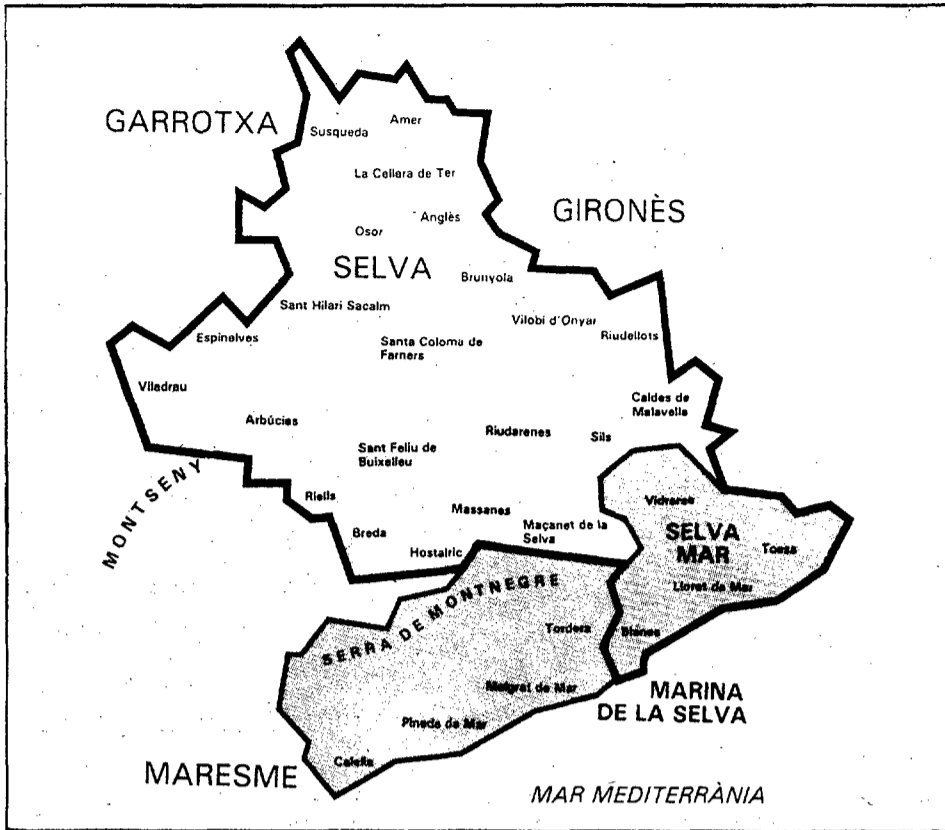 GARROTXA
Susqueda
Amer
La Cellera de Ter
GIRONÈS
Anglès
Osor
SELVA
Brunyola
Sant Hilari Sacalm
Vilobí d'Onyar
Espinelves
Riudellots
Santa Coloma de
Farners
Viladrau
Caldes de
Malavella
Arbúcies
Riudarenes
Sils
Sant Feliu de
Buixalleu
MONTSENY
Riells
Vidreres
Massanes
Breda
Maçanet de la
Selva
SELVA
MAR
Tossa
Hostalric
Lloret de Mar
SERRA DE MONTNEGRE
Tordera
Blanes
Malgrat de Mar
MARINA
DE LA SELVA
Pineda de Mar
Calella
MARESME
MAR MEDITERRÀNIA